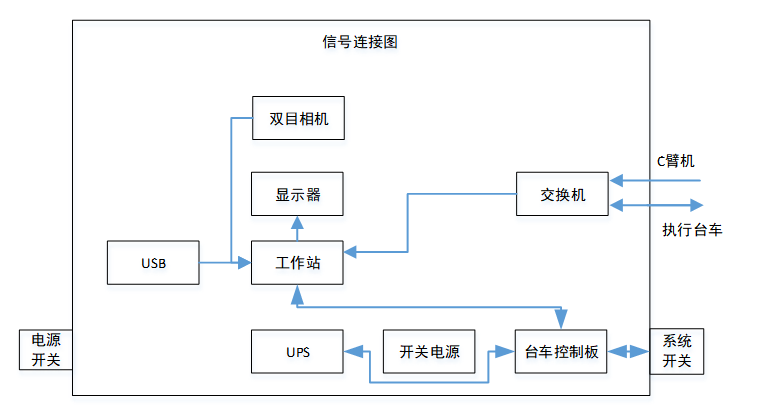 信号连接图
双目相机
C臂机
显示器
交换机
执行台车
USB
工作站
电源
开关
UPS
开关电源
台车控制板
系统
开关